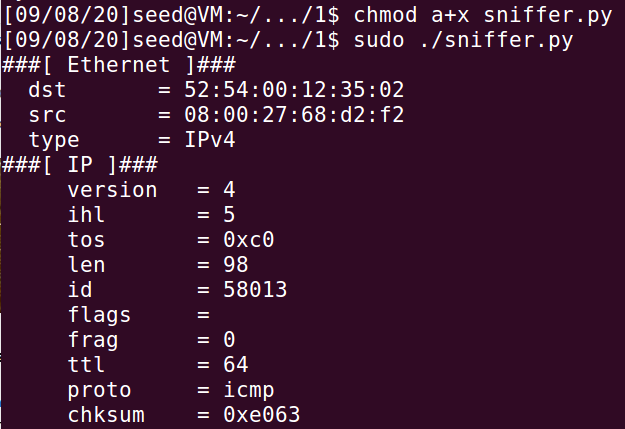 [09/08/20]seed@VM:~/.../1$ chmod a+x sniffer.py
[09/08/20]seed@VM:~/.../1$ sudo ./sniffer.py
###[ Ethernet ]###
  dst       = 52:54:00:12:35:02
  src       = 08:00:27:68:d2:f2
  type      = IPv4
###[ IP ]###
     version   = 4
     ihl       = 5
     tos       = 0xc0
     len       = 98
     id        = 58013
     flags     =
     frag      = 0
     ttl       = 64
     proto     = icmp
     chksum    = 0xe063